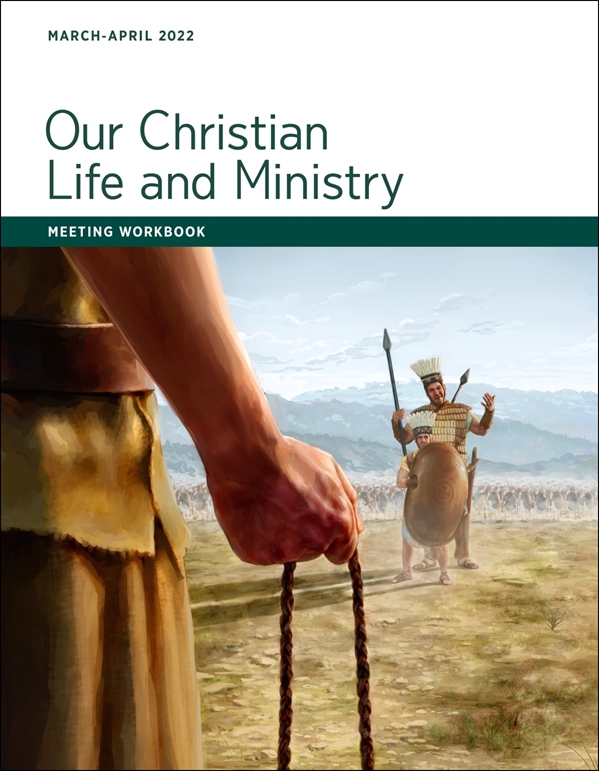 MARCH-APRIL 2022
Our Christian
Life and Ministry
MEETING WORKBOOK